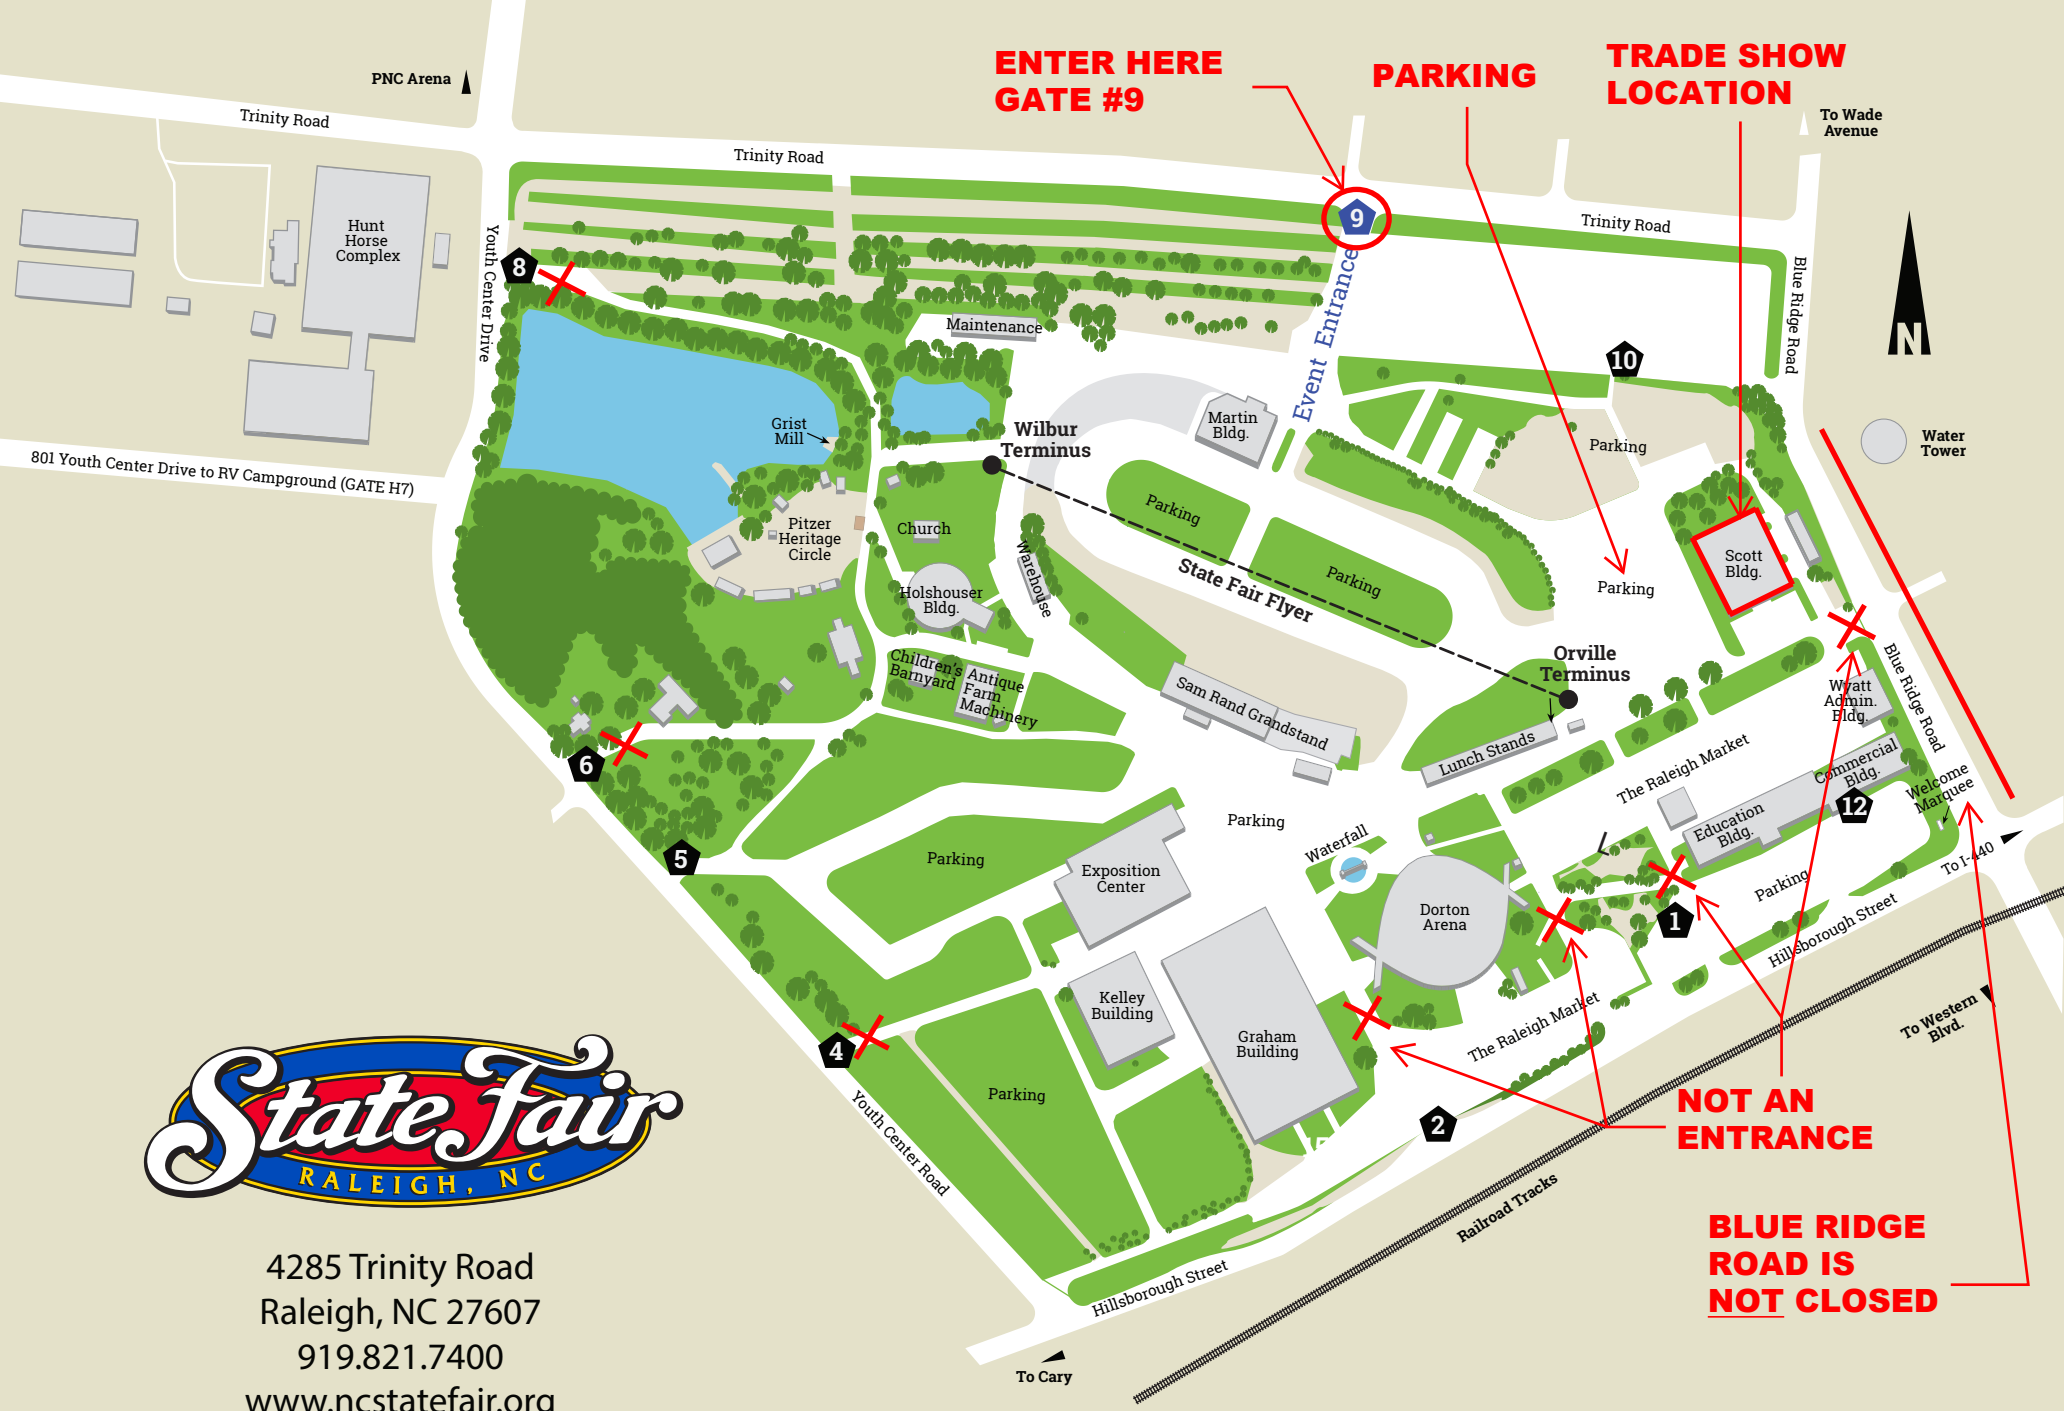 ENTER HERE
GATE #9
PARKING
TRADE SHOW
LOCATION
PNC Arena
To Wade
Avenue
Trinity Road
Trinity Road
Trinity Road
Hunt
Horse
Complex
Youth Center Drive
8
9
Event Entrance
Blue Ridge Road
N
10
Maintenance
Grist
Mill
Wilbur
Terminus
Martin
Bldg.
Parking
Water
Tower
801 Youth Center Drive to RV Campground (GATE H7)
Pitzer
Heritage
Circle
Church
Warehouse
Parking
Parking
State Fair Flyer
Parking
Scott
Bldg.
Holshouser
Bldg.
Children's
Barnyard
Antique
Farm
Machinery
Sam Rand Grandstand
Orville
Terminus
Lunch Stands
Wyatt
Admin.
Bldg.
Blue Ridge Road
The Raleigh Market
Commercial
Bldg.
Welcome
Marquee
12
Education
Bldg.
6
5
Parking
Parking
Waterfall
Exposition
Center
Dorton
Arena
1
Parking
To I-440
Hillsborough Street
Kelley
Building
Graham
Building
The Raleigh Market
To Western
Blvd.
4
Parking
2
Youth Center Road
Railroad Tracks
Hillsborough Street
To Cary
NOT AN
ENTRANCE
BLUE RIDGE
ROAD IS
NOT CLOSED
State Fair
RALEIGH, NC
4285 Trinity Road
Raleigh, NC 27607
919.821.7400
www.ncstatefair.org